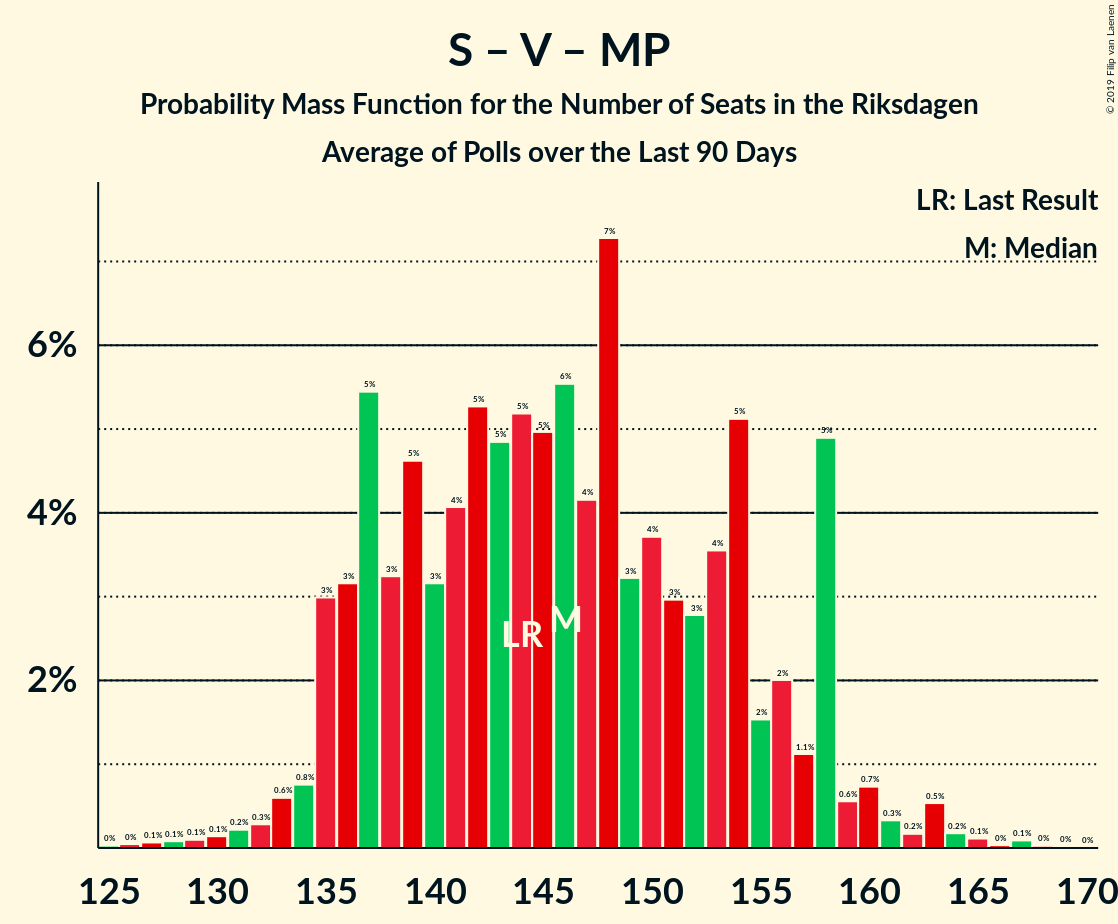 S – V – MP
Probability Mass Function for the Number of Seats in the Riksdagen
Average of Polls over the Last 90 Days
© 2019 Filip van Laenen
LR: Last Result
M: Median
6%
4%
2%
0% 0% 0.1% 0.1% 0.1% 0.1% 0.2% 0.3% 0.6% 0.8% 3% 3% 5% 3% 5% 3% 4% 5% 5% 5% 5% 6% 4% 7% 3% 4% 3% 3% 4% 5% 2% 2% 1.1% 5% 0.6% 0.7% 0.3% 0.2% 0.5% 0.2% 0.1% 0% 0.1% 0% 0% 0%
LR M
125 130 135 140 145 150 155 160 165 170